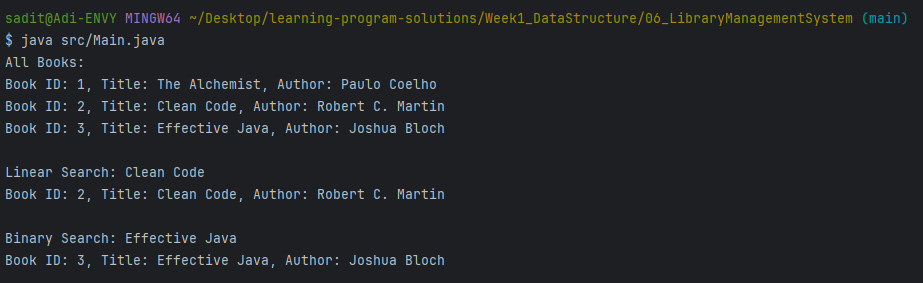 sadit@Adi-ENVY MINGW64 ~/Desktop/learning-program-solutions/Week1_DataStructure/06_LibraryManagementSystem (main)
$ java src/Main.java
All Books:
Book ID: 1, Title: The Alchemist, Author: Paulo Coelho
Book ID: 2, Title: Clean Code, Author: Robert C. Martin
Book ID: 3, Title: Effective Java, Author: Joshua Bloch
Linear Search: Clean Code
Book ID: 2, Title: Clean Code, Author: Robert C. Martin
Binary Search: Effective Java
Book ID: 3, Title: Effective Java, Author: Joshua Bloch